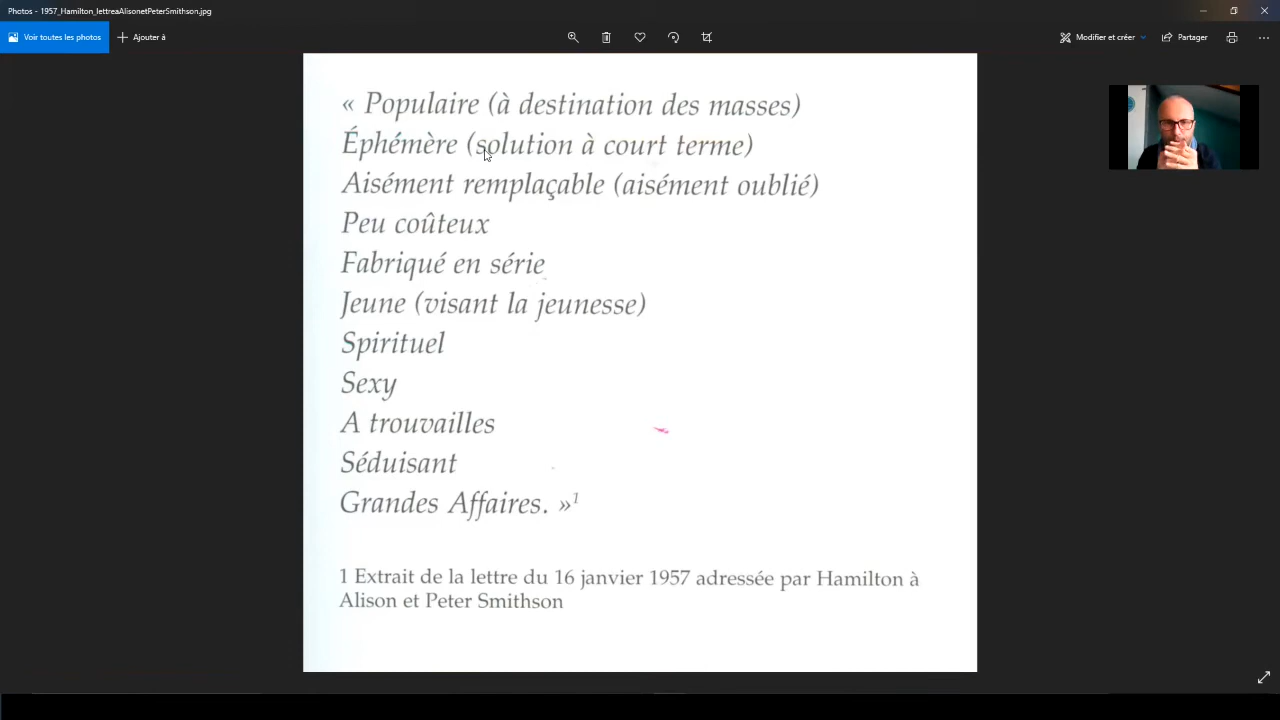 Photos - 1957_Hamilton_lettreaAlisonetPeterSmithson.jpg
Voir toutes les photos
Ajouter à
Modifier et créer
Partager
« Populaire (à destination des masses)
Éphémère (solution à court terme)
Aisément remplaçable (aisément oublié)
Peu coûteux
Fabriqué en série
Jeune (visant la jeunesse)
Spirituel
Sexy
A trouvailles
Séduisant
Grandes Affaires. »1
1 Extrait de la lettre du 16 janvier 1957 adressée par Hamilton à
Alison et Peter Smithson